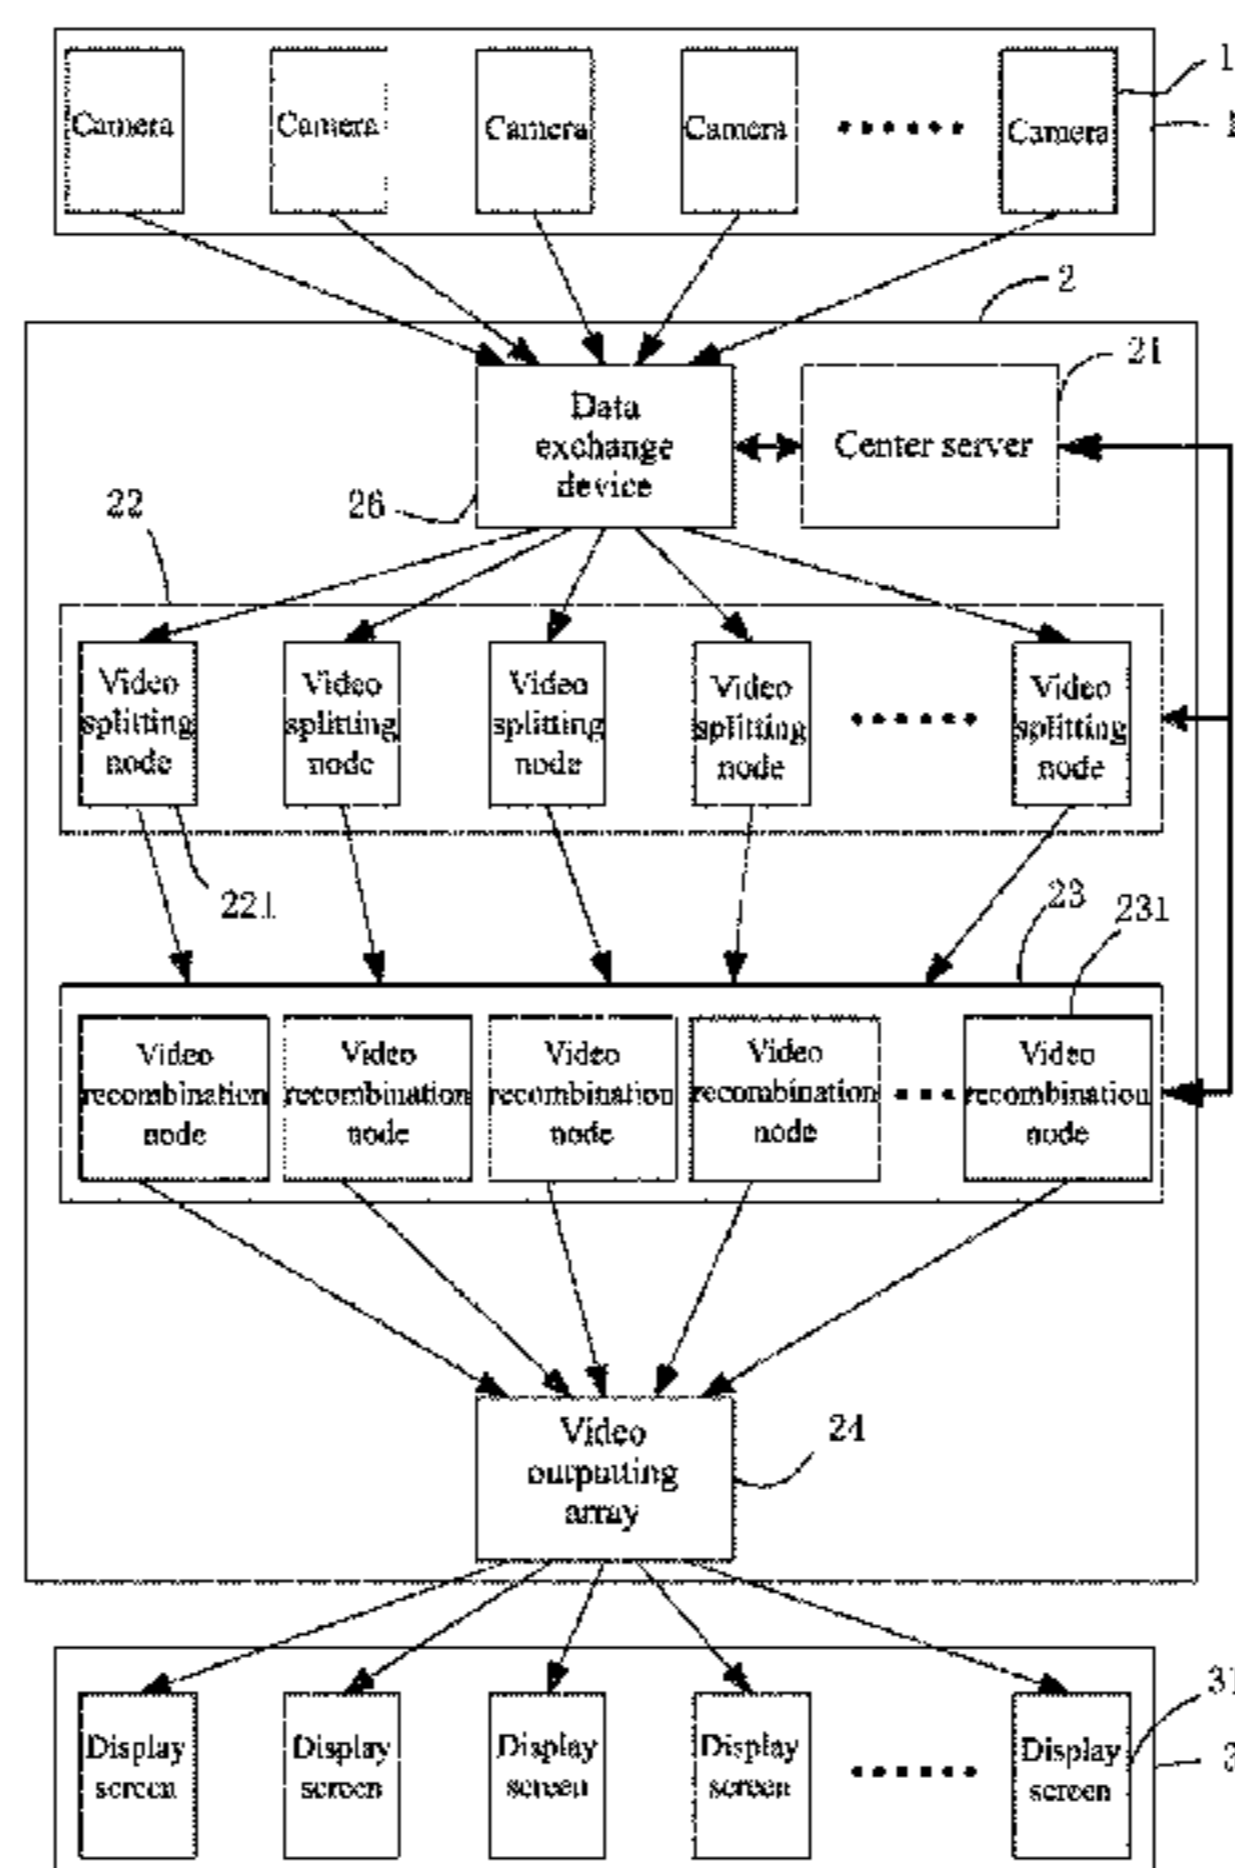 Camera
Camera
Camera
Camera
Camera
2
Data
exchange
device
Center server
21
26
22
Video
splitting
node
Video
splitting
node
Video
splitting
node
Video
splitting
node
Video
splitting
node
221
23
231
Video
recombination
node
Video
recombination
node
Video
recombination
node
Video
recombination
node
Video
recombination
node
Video
outputting
array
24
Display
screen
Display
screen
Display
screen
Display
screen
Display
screen
31